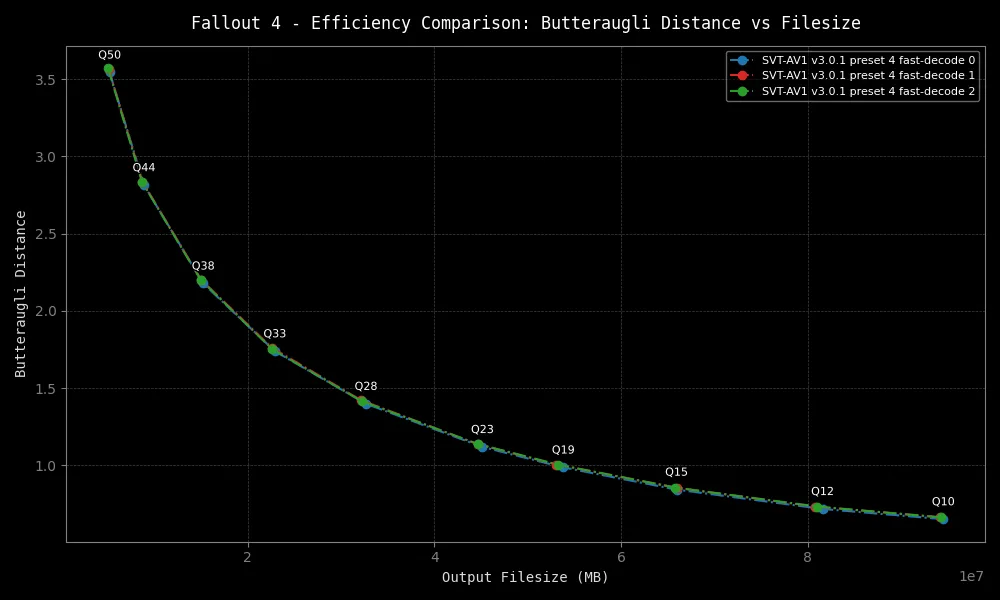 Fallout 4 - Efficiency Comparison: Butteraugli Distance vs Filesize
SVT-AV1 v3.0.1 preset 4 fast-decode 0
SVT-AV1 v3.0.1 preset 4 fast-decode 1
SVT-AV1 v3.0.1 preset 4 fast-decode 2
Butteraugli Distance
3.5
3.0
2.5
2.0
1.5
1.0
Q50
Q44
Q38
Q33
Q28
Q23
Q19
Q15
Q12
Q10
2
4
6
8
1e7
Output Filesize (MB)